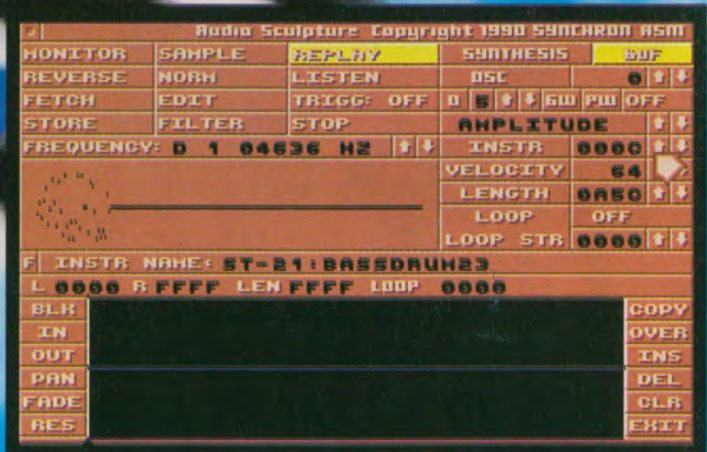 Audio Sculpture Copyright 1990 SYNCHRON ASM
MONITOR SAMPLE REPLAY SYNTHESIS BUF
REVERSE NORM LISTEN OSC 0
FETCH EDIT TRIGG: OFF 0 5 GW PW OFF
STORE FILTER STOP AMPLITUDE
FREQUENCY: D 1 04636 HZ INSTR 000C
VELOCITY 64
LENGTH 0A5C
LOOP OFF
LOOP STR 0000
F INSTR NAME: ST-21:BASSDRUM23
L 0000 R FFFF LEN FFFF LOOP 0000
BLK COPY
IN OVER
OUT INS
PAN DEL
FADE CLR
RES EXIT